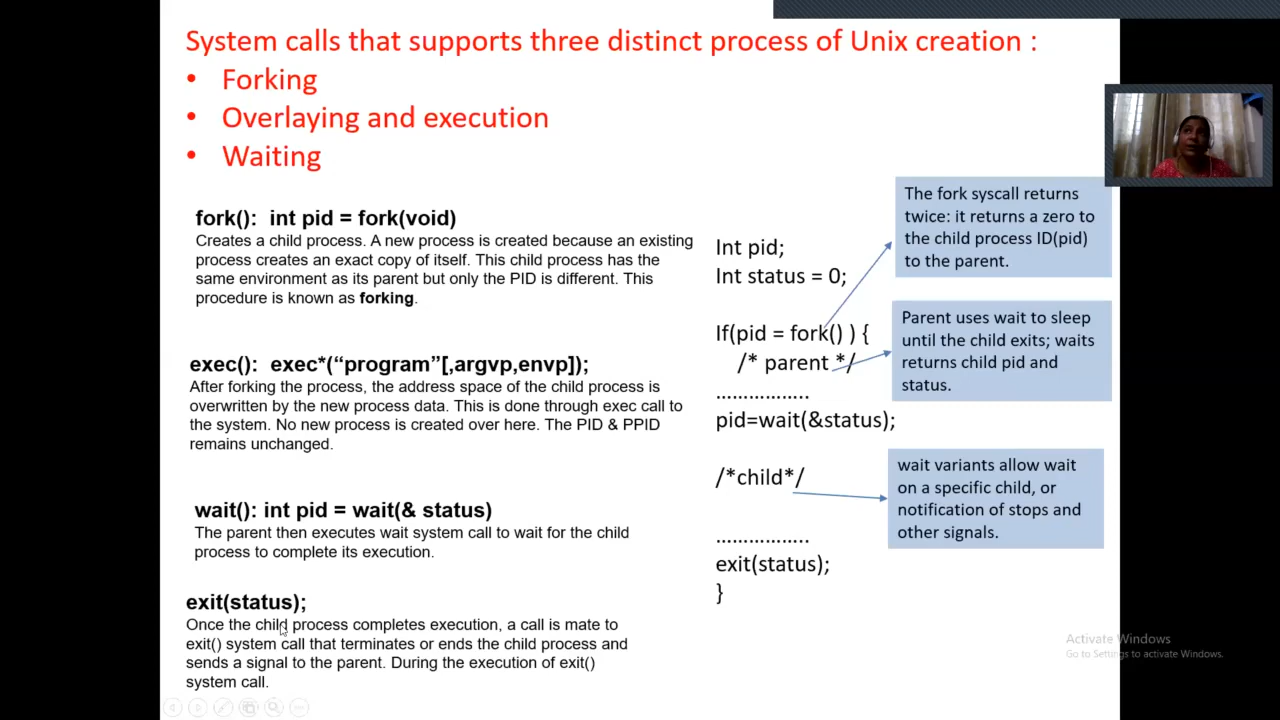 System calls that supports three distinct process of Unix creation :
• Forking
• Overlaying and execution
• Waiting
fork(): int pid = fork(void)
Creates a child process. A new process is created because an existing
process creates an exact copy of itself. This child process has the
same environment as its parent but only the PID is different. This
procedure is known as forking.
exec(): exec*(“program”[,argvp,envp]);
After forking the process, the address space of the child process is
overwritten by the new process data. This is done through exec call to
the system. No new process is created over here. The PID & PPID
remains unchanged.
wait(): int pid = wait(& status)
The parent then executes wait system call to wait for the child
process to complete its execution.
exit(status);
Once the child process completes execution, a call is mate to
exit() system call that terminates or ends the child process and
sends a signal to the parent. During the execution of exit()
system call.
Int pid;
Int status = 0;
If(pid = fork() ) {
/* parent */
……………..
pid=wait(&status);
/*child*/
……………..
exit(status);
}
The fork syscall returns
twice: it returns a zero to
the child process ID(pid)
to the parent.
Parent uses wait to sleep
until the child exits; waits
returns child pid and
status.
wait variants allow wait
on a specific child, or
notification of stops and
other signals.
Activate Windows
Go to Settings to activate Windows.